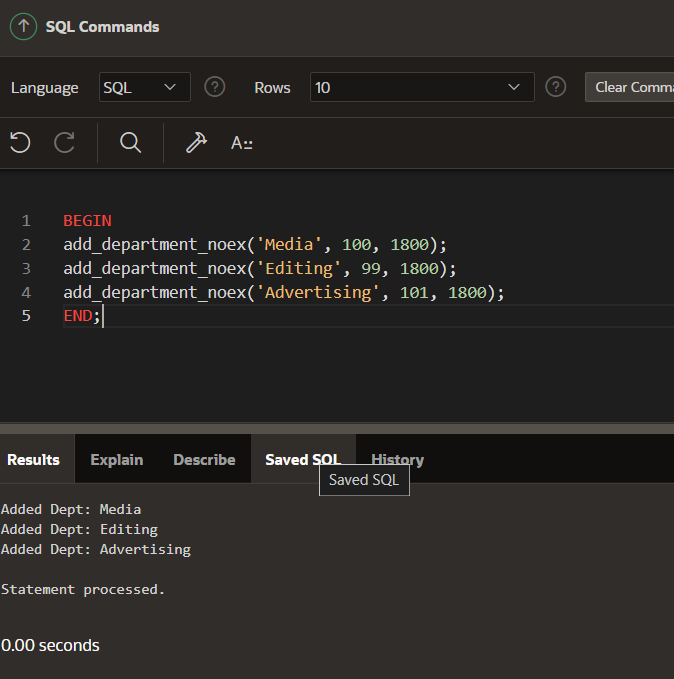 SQL Commands
Language SQL Rows 10 Clear Comma
A::
1 BEGIN
2 add_department_noex('Media', 100, 1800);
3 add_department_noex('Editing', 99, 1800);
4 add_department_noex('Advertising', 101, 1800);
5 END;
Results Explain Describe Saved SQL History
Saved SQL
Added Dept: Media
Added Dept: Editing
Added Dept: Advertising
Statement processed.
0.00 seconds